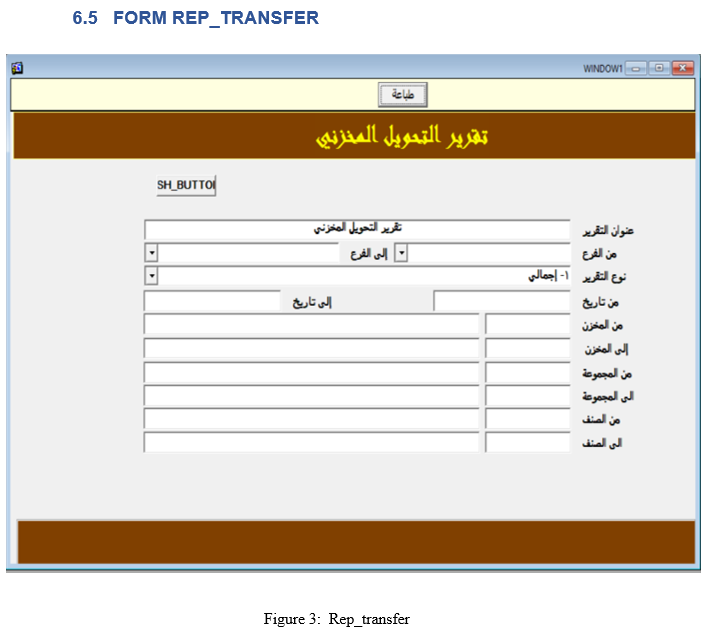 6.5 FORM REP_TRANSFER
WINDOW1
طباعة
تقرير التحويل المخزني
SH_BUTTO
عنوان التقرير تقرير التحويل المخزني
من الفرع إلى الفرع
نوع التقرير ١- إجمالي
من تاريخ إلى تاريخ
من المخزن
إلى المخزن
من المجموعة
الى المجموعة
من الصنف
الى الصنف
Figure 3: Rep_transfer